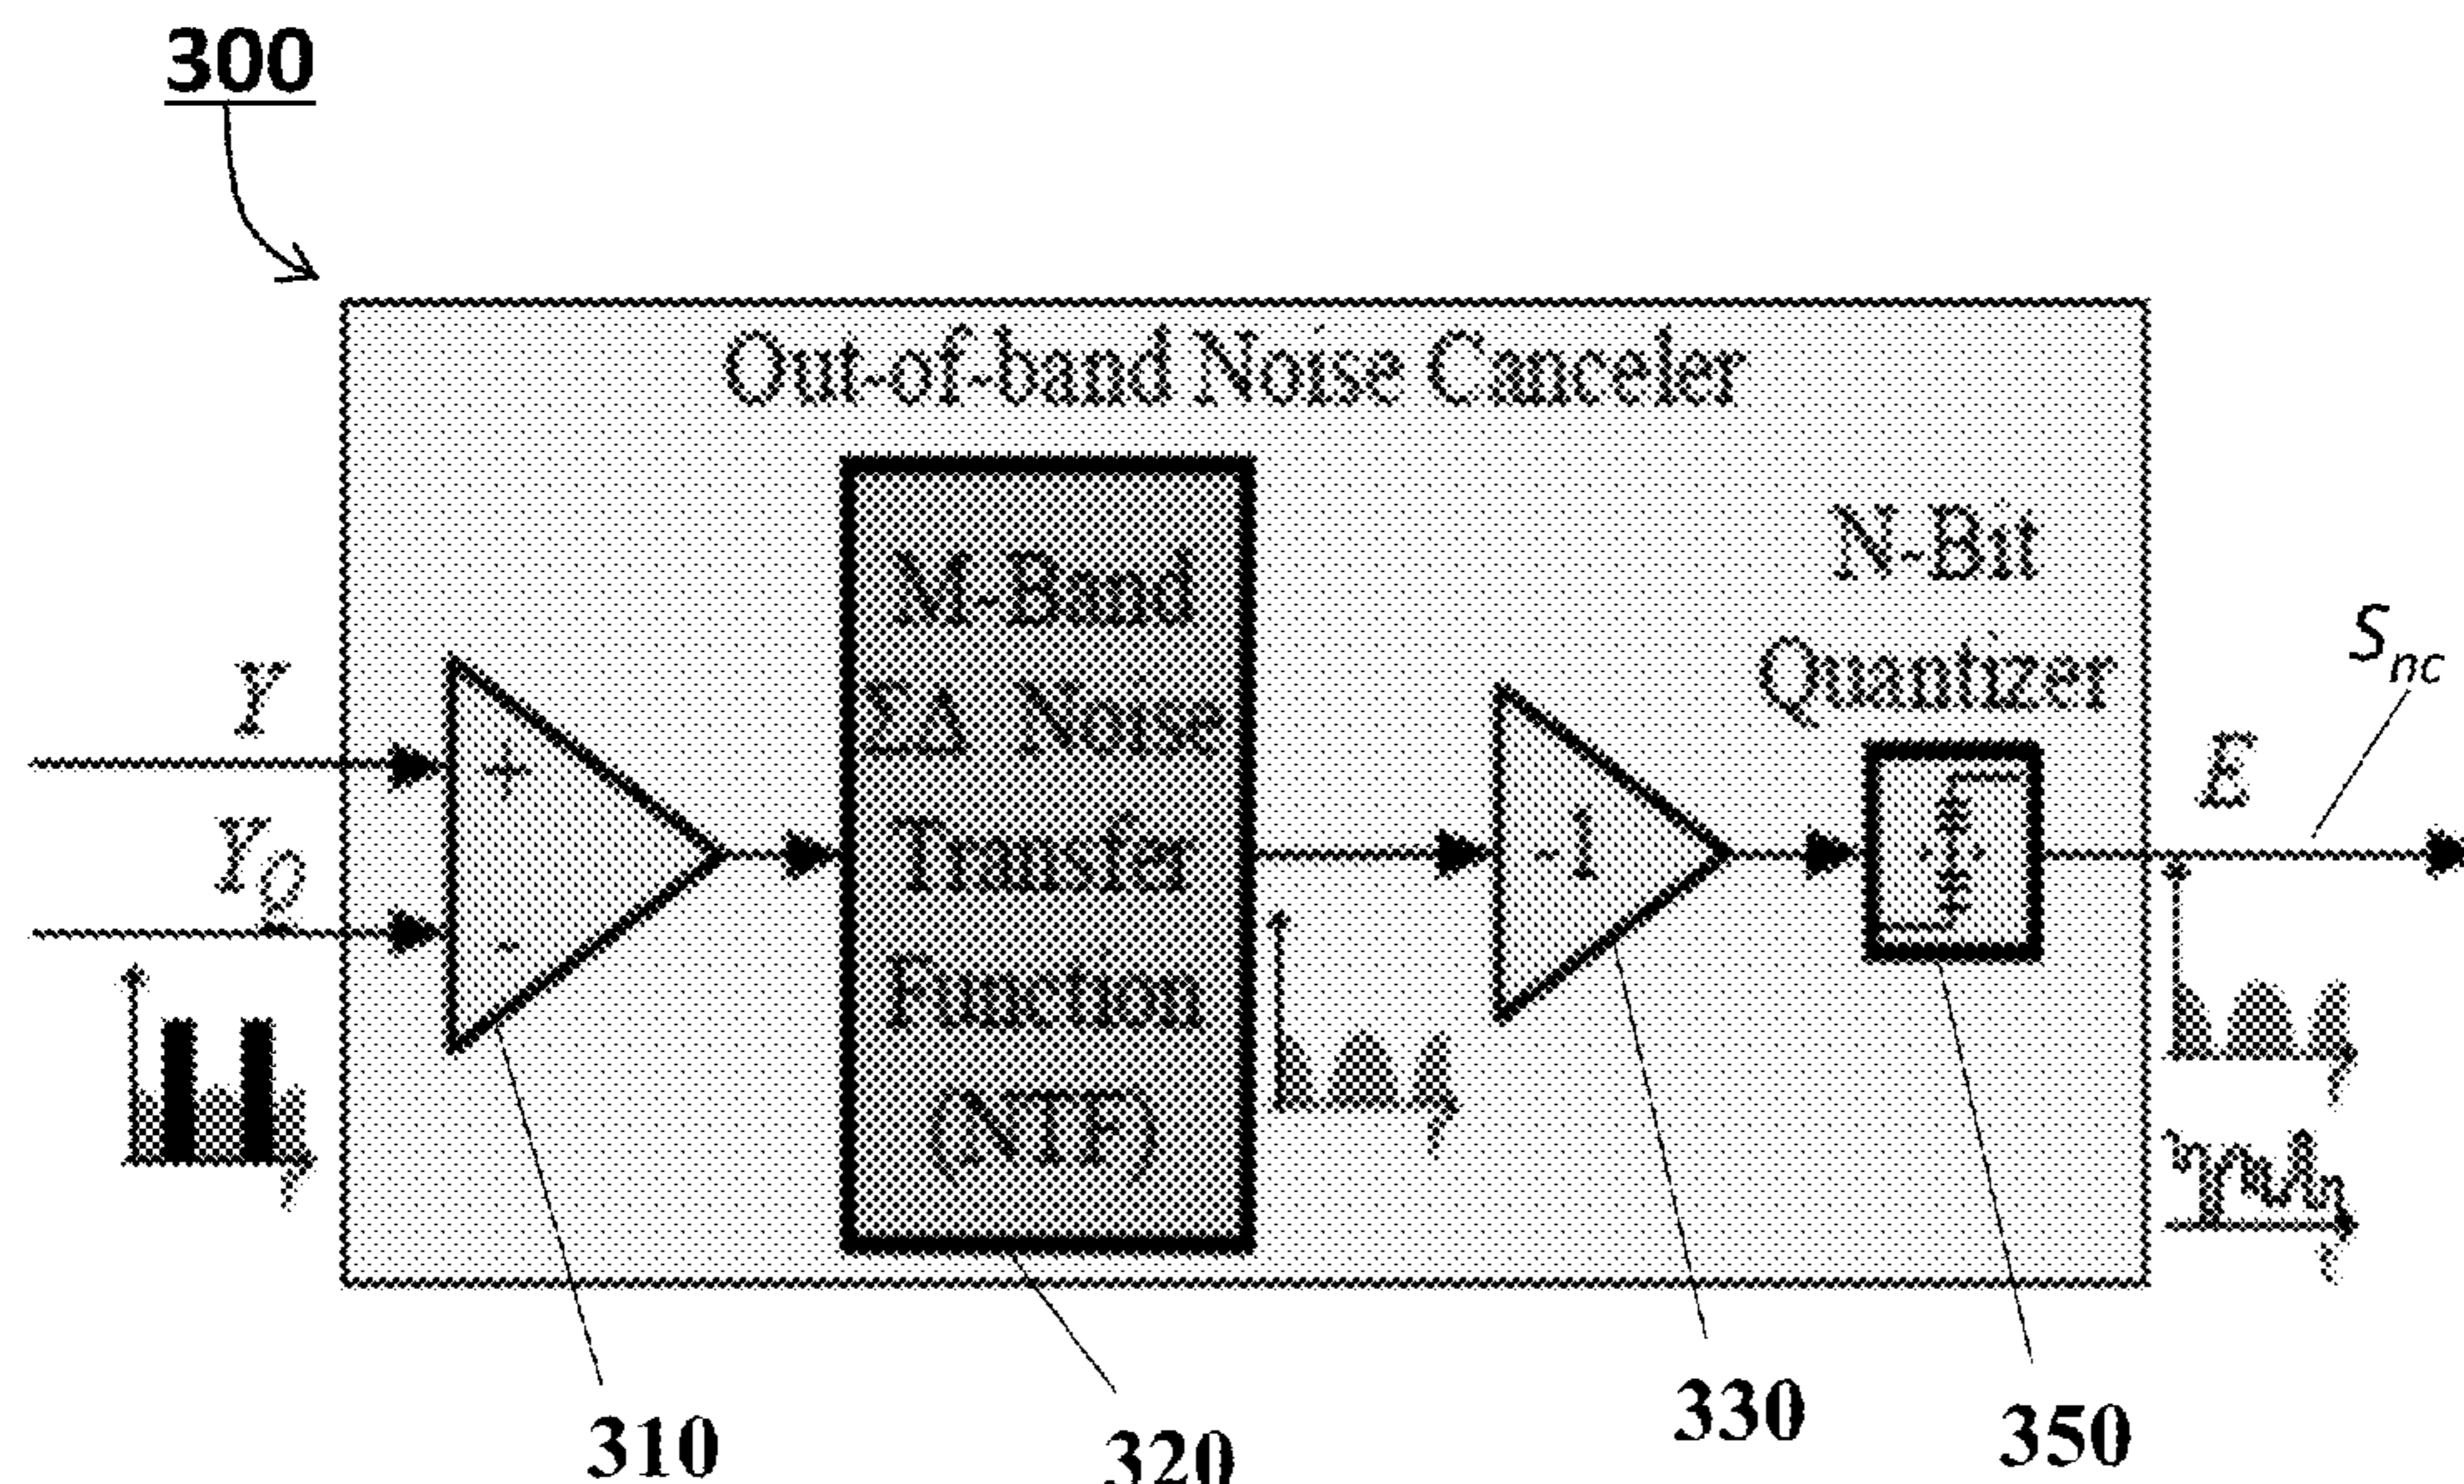 300
Out-of-band Noise Canceler
M-Band
ΣΔ Noise
Transfer
Function
(NTF)
N-Bit
Quantizer
Y
+
Y_Q
-
-1
S_nc
E
f
f
f
t
310
320
330
350